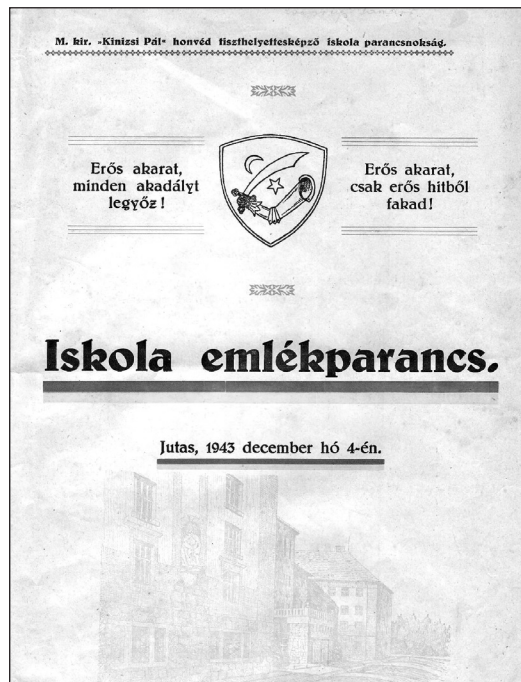 M. kir. „Kinizsi Pál“ honvéd tiszthelyettesképző iskola parancsnokság.
Erős akarat,
minden akadályt
legyőz!
Erős akarat,
csak erős hitből
fakad!
Iskola emlékparancs.
Jutas, 1943 december hó 4-én.